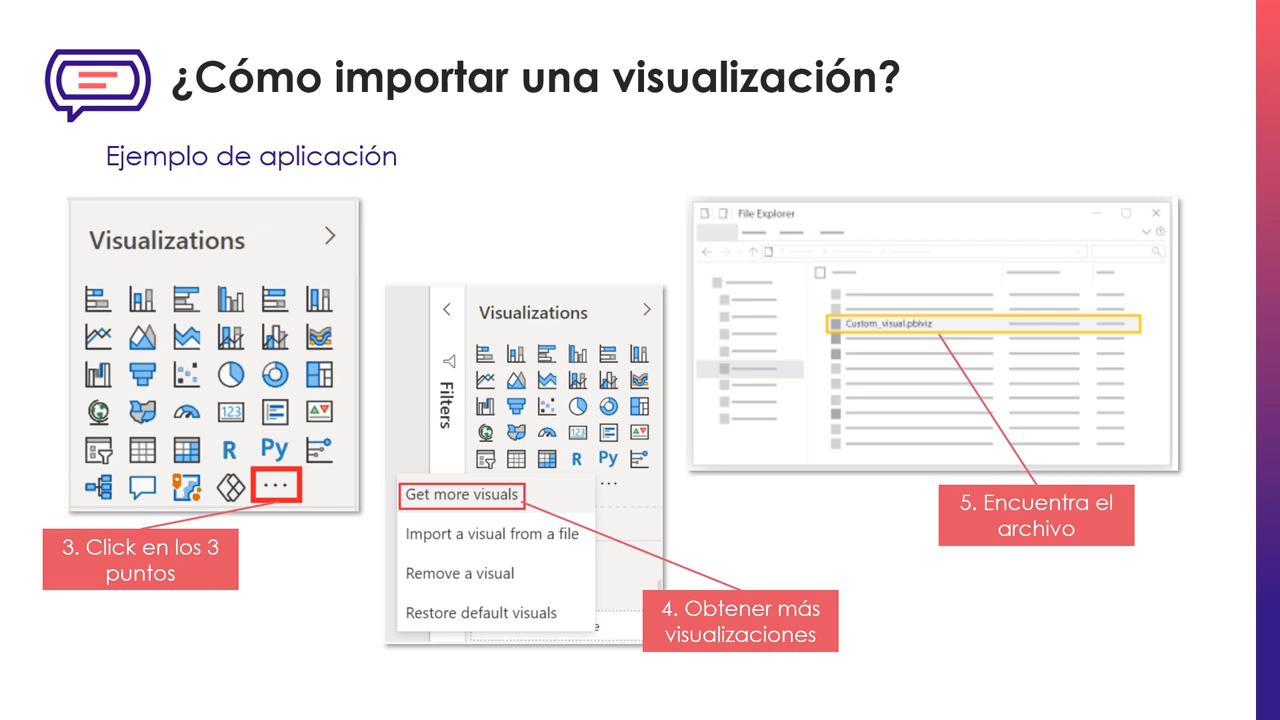 ¿Cómo importar una visualización?
Ejemplo de aplicación
Visualizations
123
R
Py
3. Click en los 3
puntos
Visualizations
Filters
123
R
Py
Get more visuals
Import a visual from a file
Remove a visual
Restore default visuals
e
4. Obtener más
visualizaciones
File Explorer
Custom_visual.pbiviz
5. Encuentra el
archivo